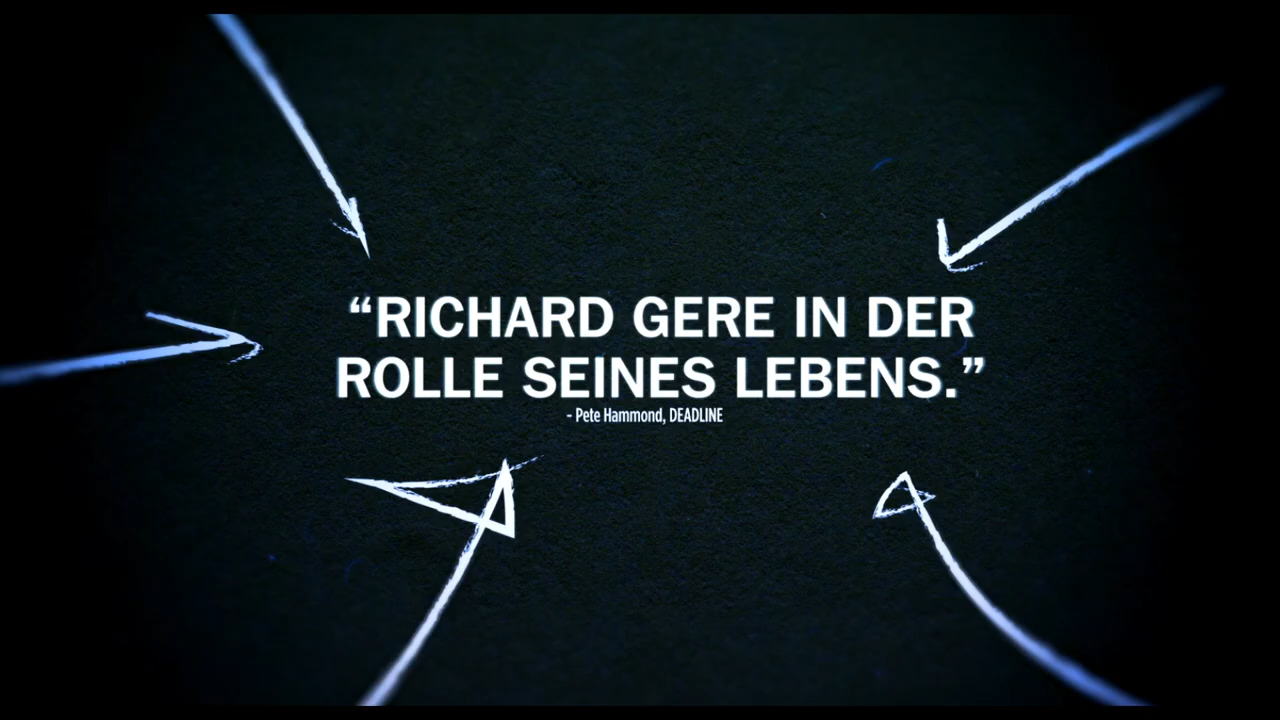 “RICHARD GERE IN DER
ROLLE SEINES LEBENS.”
- Pete Hammond, DEADLINE